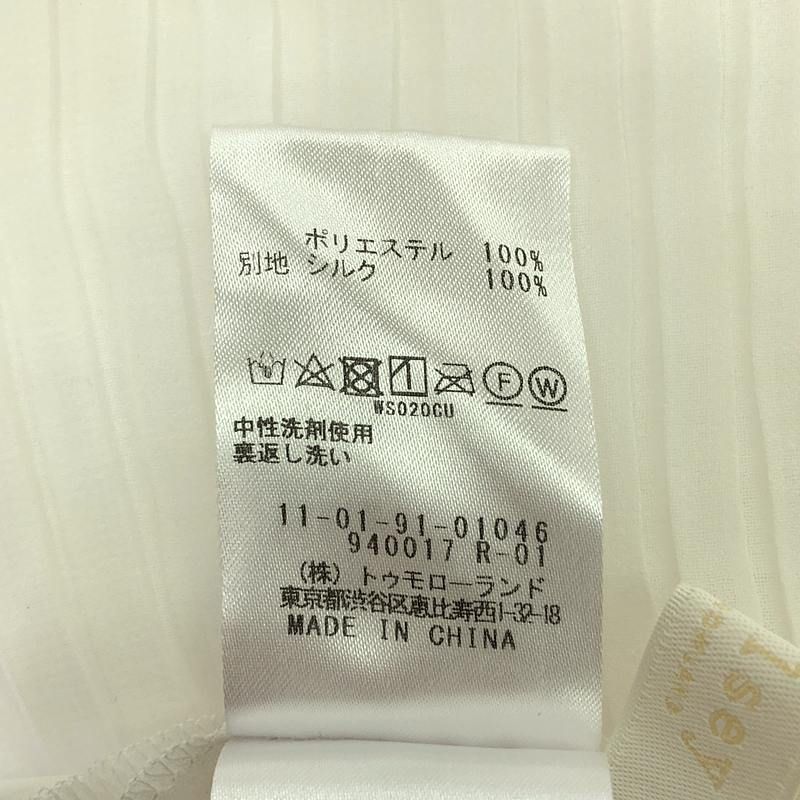 ポリエステル 100%
別地 シルク 100%
F W
WS020CU
中性洗剤使用
裏返し洗い
11-01-91-01046
940017 R-01
(株)トゥモローランド
東京都渋谷区恵比寿西1-32-18
MADE IN CHINA
sey